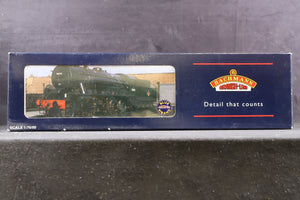 BACHMANN
BRANCH-LINE
Detail that counts
SCALE 1:76/00